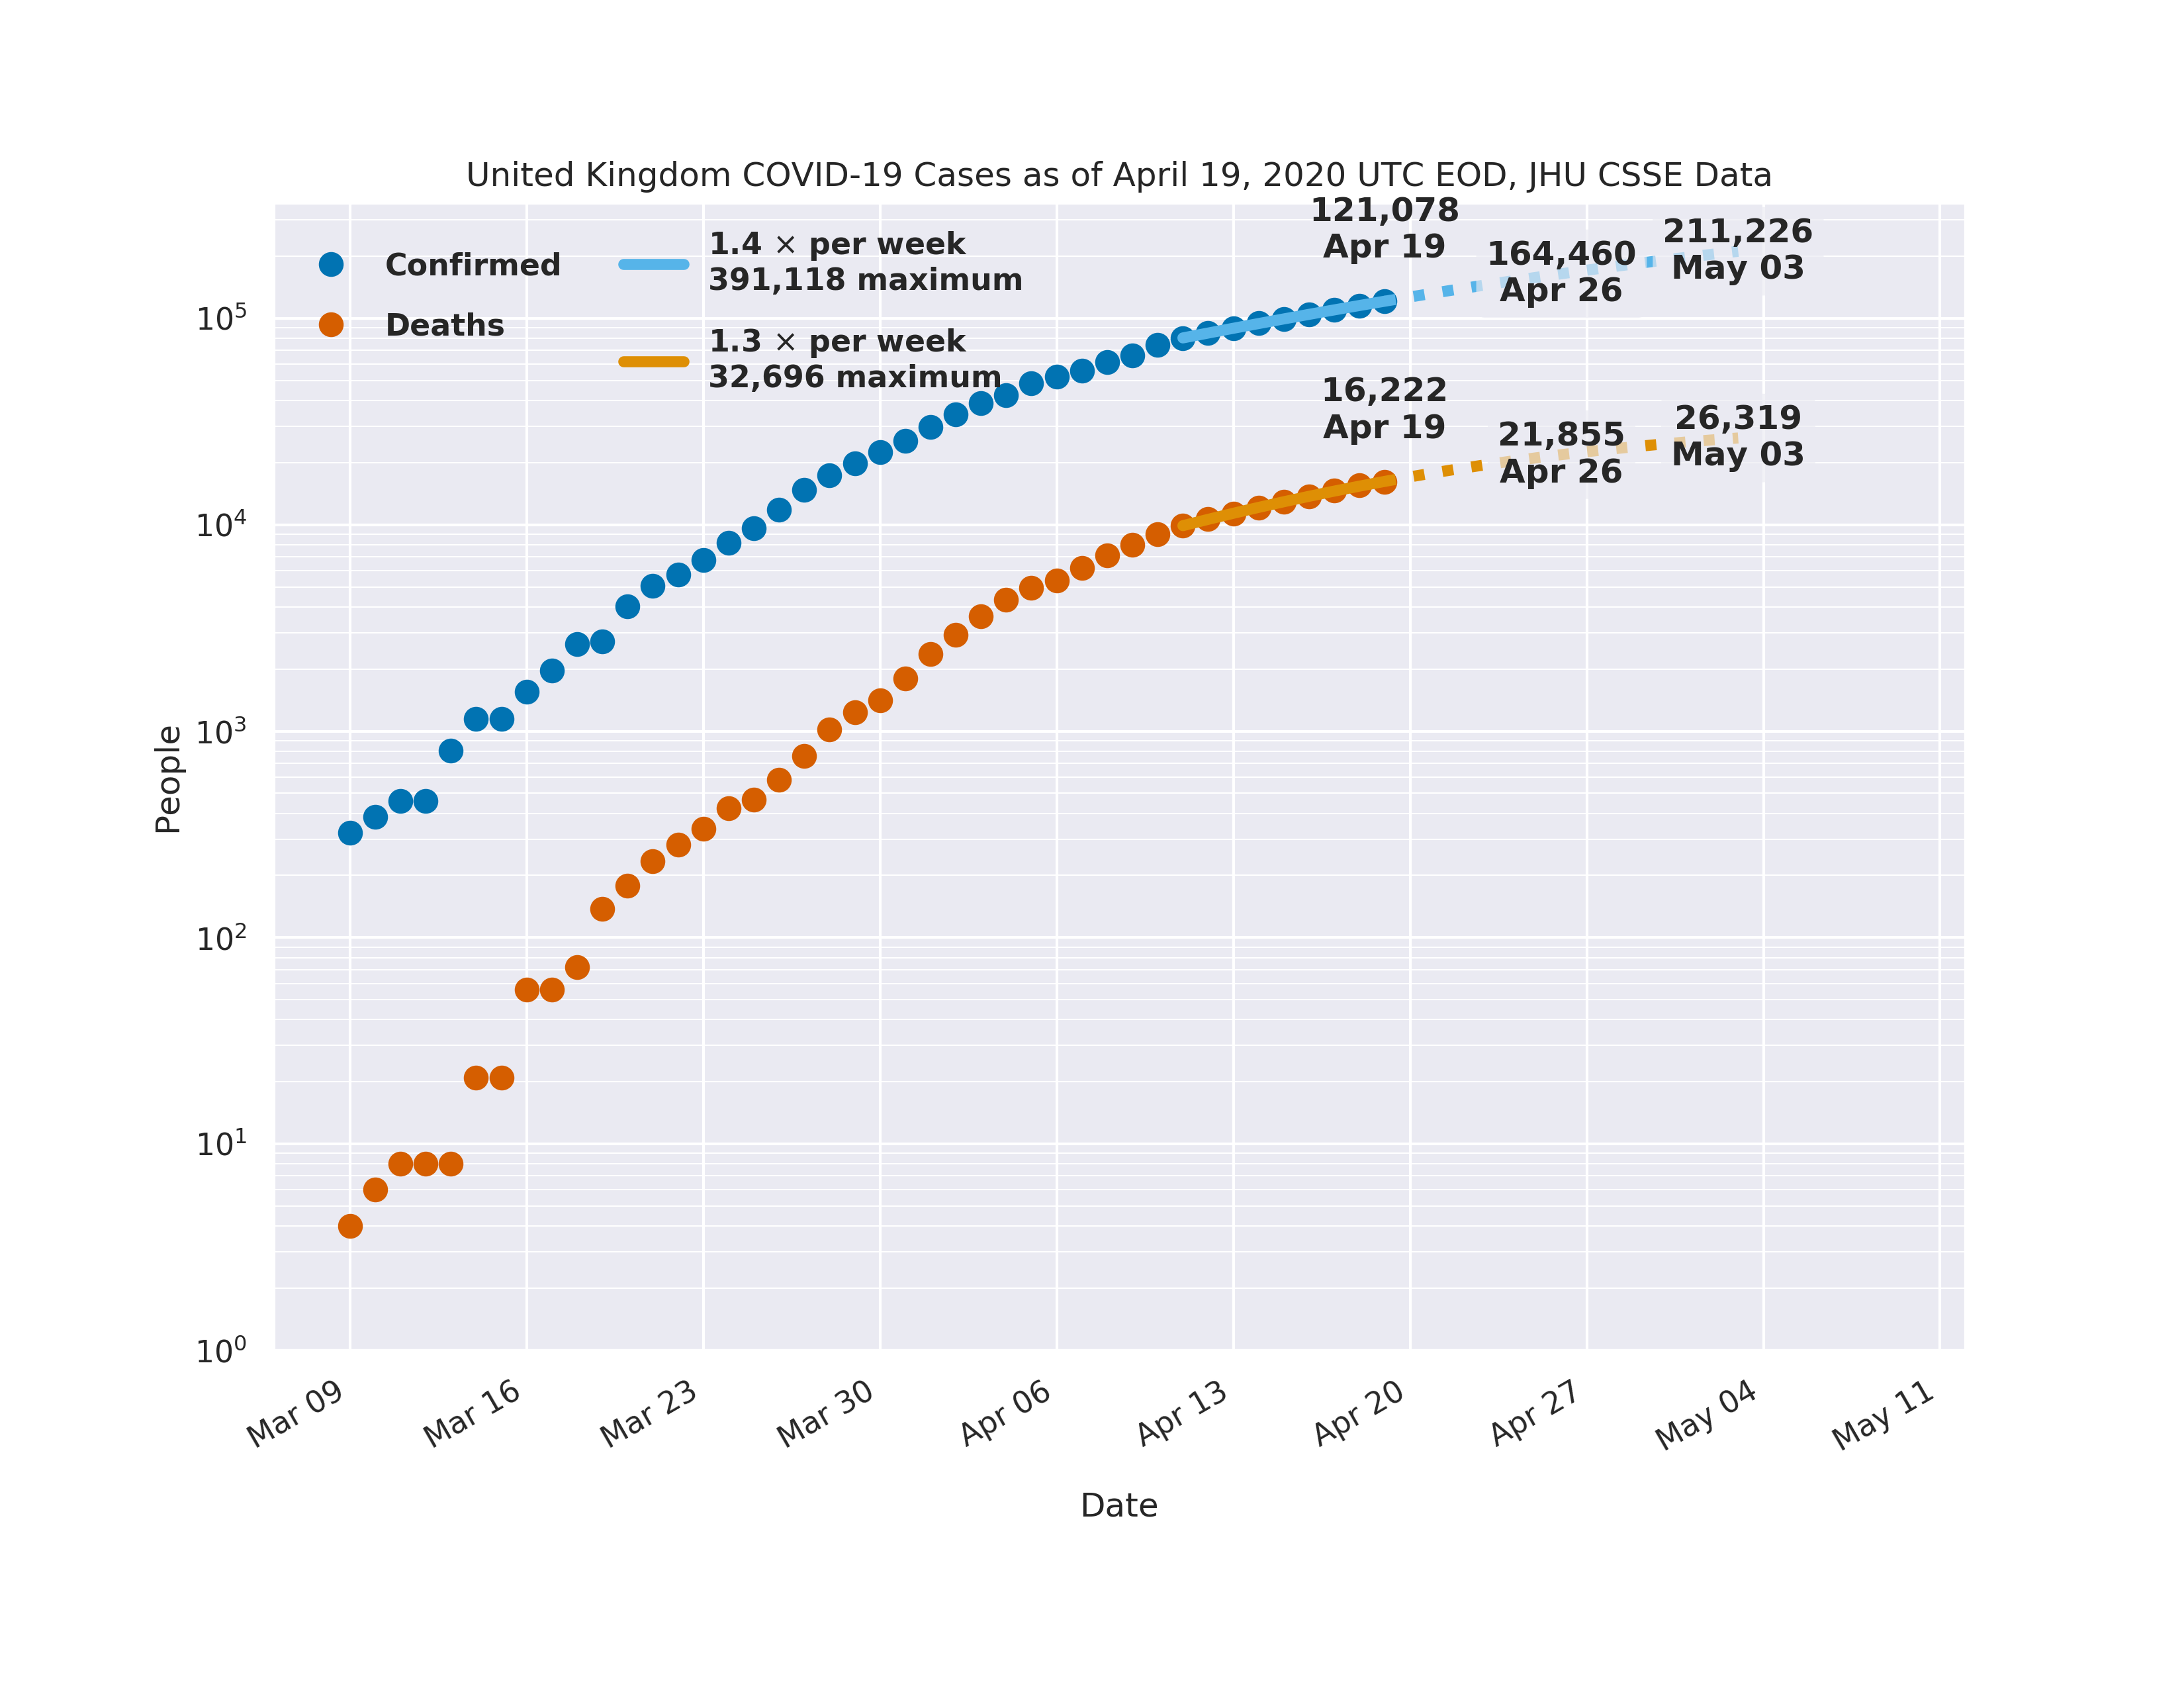 United Kingdom COVID-19 Cases as of April 19, 2020 UTC EOD, JHU CSSE Data
Confirmed
Deaths
1.4 × per week
391,118 maximum
1.3 × per week
32,696 maximum
121,078
Apr 19
164,460
Apr 26
211,226
May 03
16,222
Apr 19
21,855
Apr 26
26,319
May 03
People
10⁵
10⁴
10³
10²
10¹
10⁰
Mar 09
Mar 16
Mar 23
Mar 30
Apr 06
Apr 13
Apr 20
Apr 27
May 04
May 11
Date